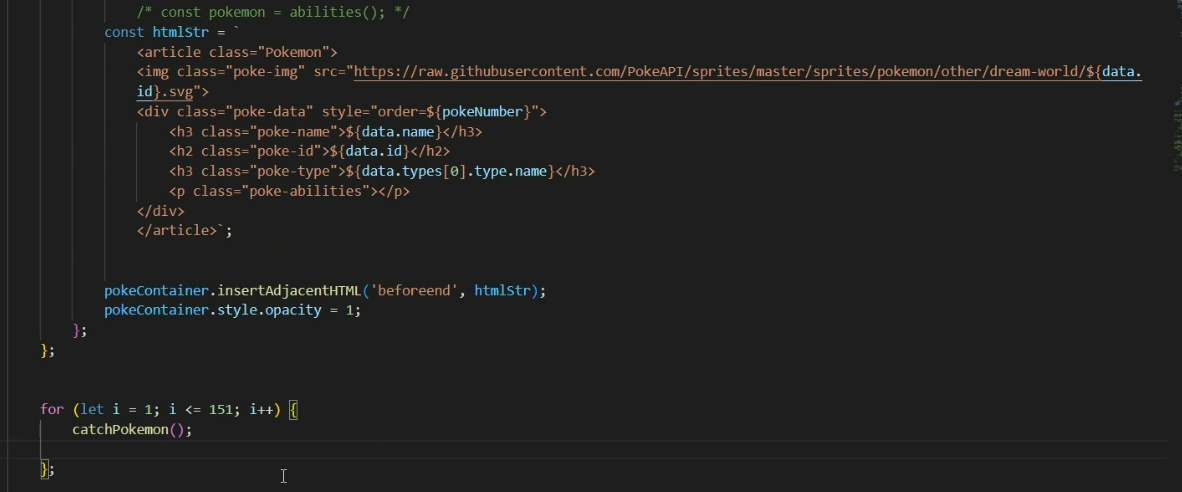 /* const pokemon = abilities(); */
const htmlStr = `
<article class="Pokemon">
<img class="poke-img" src="https://raw.githubusercontent.com/PokeAPI/sprites/master/sprites/pokemon/other/dream-world/${data.
id}.svg">
<div class="poke-data" style="order=${pokeNumber}">
<h3 class="poke-name">${data.name}</h3>
<h2 class="poke-id">${data.id}</h2>
<h3 class="poke-type">${data.types[0].type.name}</h3>
<p class="poke-abilities"></p>
</div>
</article>`;
pokeContainer.insertAdjacentHTML('beforeend', htmlStr);
pokeContainer.style.opacity = 1;
};
};
for (let i = 1; i <= 151; i++) {
catchPokemon();
};